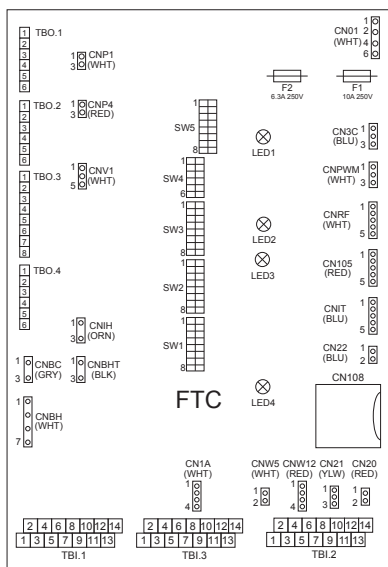 TBO.1
1
2
3
4
5
6
CNP1
(WHT)
1
3
CN01
(WHT)
1
2
4
6
F2
6.3A 250V
F1
10A 250V
TBO.2
1
2
3
4
5
6
CNP4
(RED)
1
3
SW5
1
8
LED1
CN3C
(BLU)
1
3
TBO.3
1
2
3
4
5
6
7
8
CNV1
(WHT)
1
5
SW4
1
6
CNPWM
(WHT)
1
3
SW3
1
8
LED2
CNRF
(WHT)
1
5
TBO.4
1
2
3
4
5
6
SW2
1
8
LED3
CN105
(RED)
1
5
CNIH
(ORN)
1
3
SW1
1
8
CNIT
(BLU)
1
5
CNBC
(GRY)
1
3
CNBHT
(BLK)
1
3
CN22
(BLU)
1
2
CNBH
(WHT)
1
7
FTC
LED4
CN108
CN1A
(WHT)
1
4
CNW5
(WHT)
1
2
CNW12
(RED)
1
4
CN21
(YLW)
1
3
CN20
(RED)
1
2
2 4 6 8 10 12 14
1 3 5 7 9 11 13
TBI.1
2 4 6 8 10 12 14
1 3 5 7 9 11 13
TBI.3
2 4 6 8 10 12 14
1 3 5 7 9 11 13
TBI.2